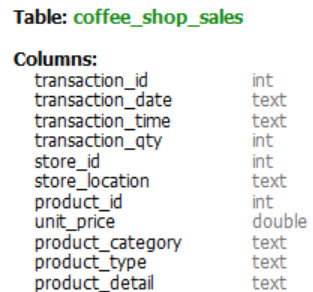 Table: coffee_shop_sales
Columns:
transaction_id int
transaction_date text
transaction_time text
transaction_qty int
store_id int
store_location text
product_id int
unit_price double
product_category text
product_type text
product_detail text